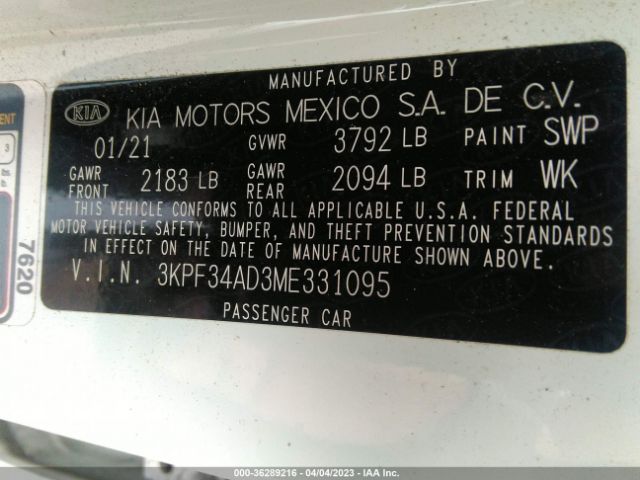 MANUFACTURED BY
KIA KIA MOTORS MEXICO S.A. DE C.V.
01/21 GVWR 3792 LB PAINT SWP
GAWR FRONT 2183 LB GAWR REAR 2094 LB TRIM WK
THIS VEHICLE CONFORMS TO ALL APPLICABLE U.S.A. FEDERAL
MOTOR VEHICLE SAFETY, BUMPER, AND THEFT PREVENTION STANDARDS
IN EFFECT ON THE DATE OF MANUFACTURE SHOWN ABOVE.
V.I.N. 3KPF34AD3ME331095
PASSENGER CAR
ENT
3
7620
000-36289216 - 04/04/2023 - IAA Inc.